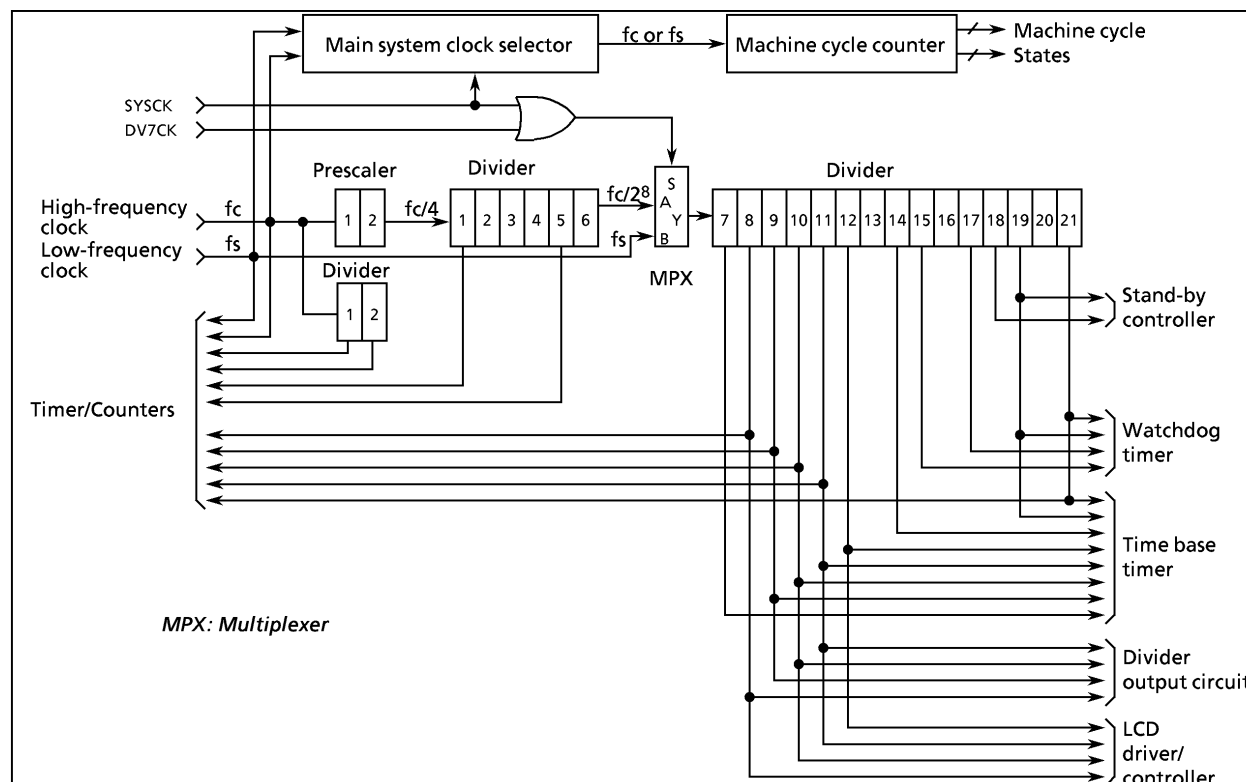 Main system clock selector
fc or fs
Machine cycle counter
Machine cycle
States
SYSCK
DV7CK
Prescaler
Divider
Divider
High-frequency
clock
fc
1 2
fc/4
1 2 3 4 5 6
fc/2⁸
S
A
Y
B
7 8 9 10 11 12 13 14 15 16 17 18 19 20 21
Low-frequency
clock
fs
fs
MPX
Divider
1 2
Stand-by
controller
Timer/Counters
Watchdog
timer
Time base
timer
MPX: Multiplexer
Divider
output circuit
LCD
driver/
controller